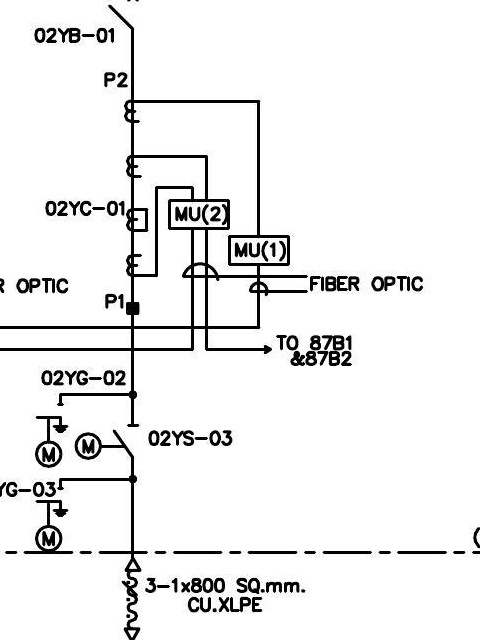 02YB-01
P2
02YC-01
MU(2)
MU(1)
R OPTIC
FIBER OPTIC
P1
TO 87B1
&87B2
02YG-02
M
M
02YS-03
YG-03
M
3-1x800 SQ.mm.
CU.XLPE